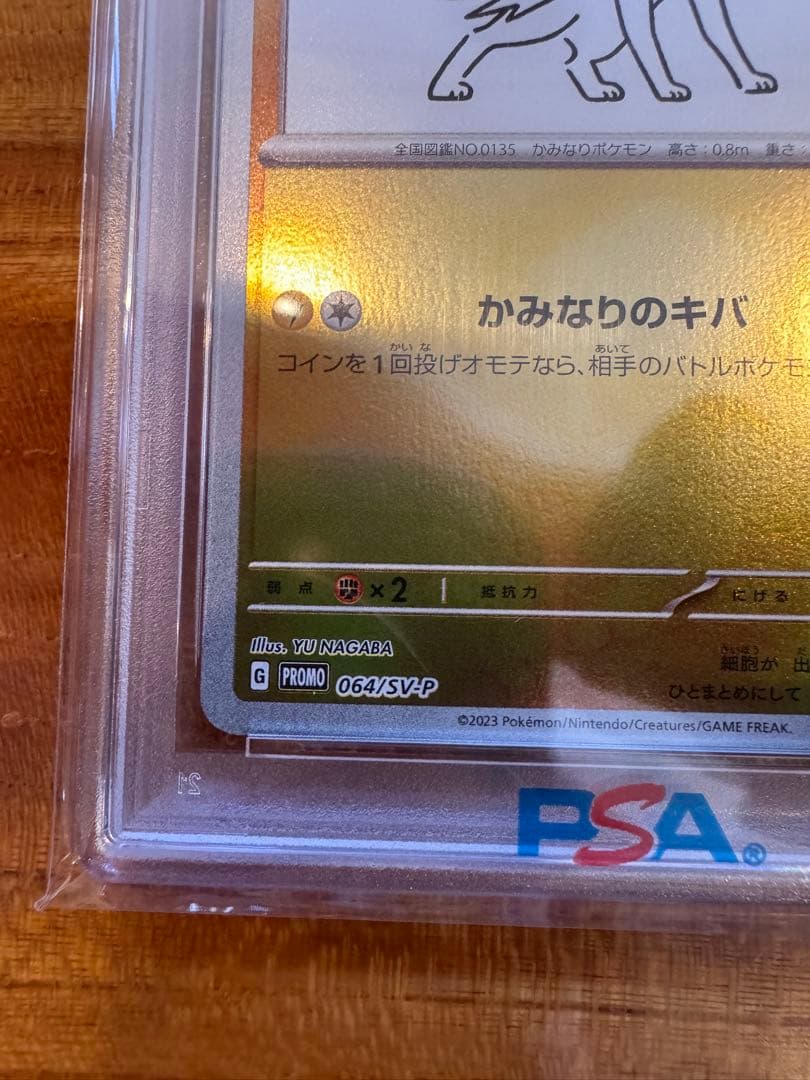 全国図鑑NO.0135 かみなりポケモン 高さ:0.8m 重さ:
かみなりのキバ
コインを1回投げオモテなら、相手のバトルポケモ
弱点 ×2 抵抗力 にげる
Illus. YU NAGABA
細胞が 出
G PROMO 064/SV-P
ひとまとめにして
©2023 Pokémon/Nintendo/Creatures/GAME FREAK.
21
PSA®